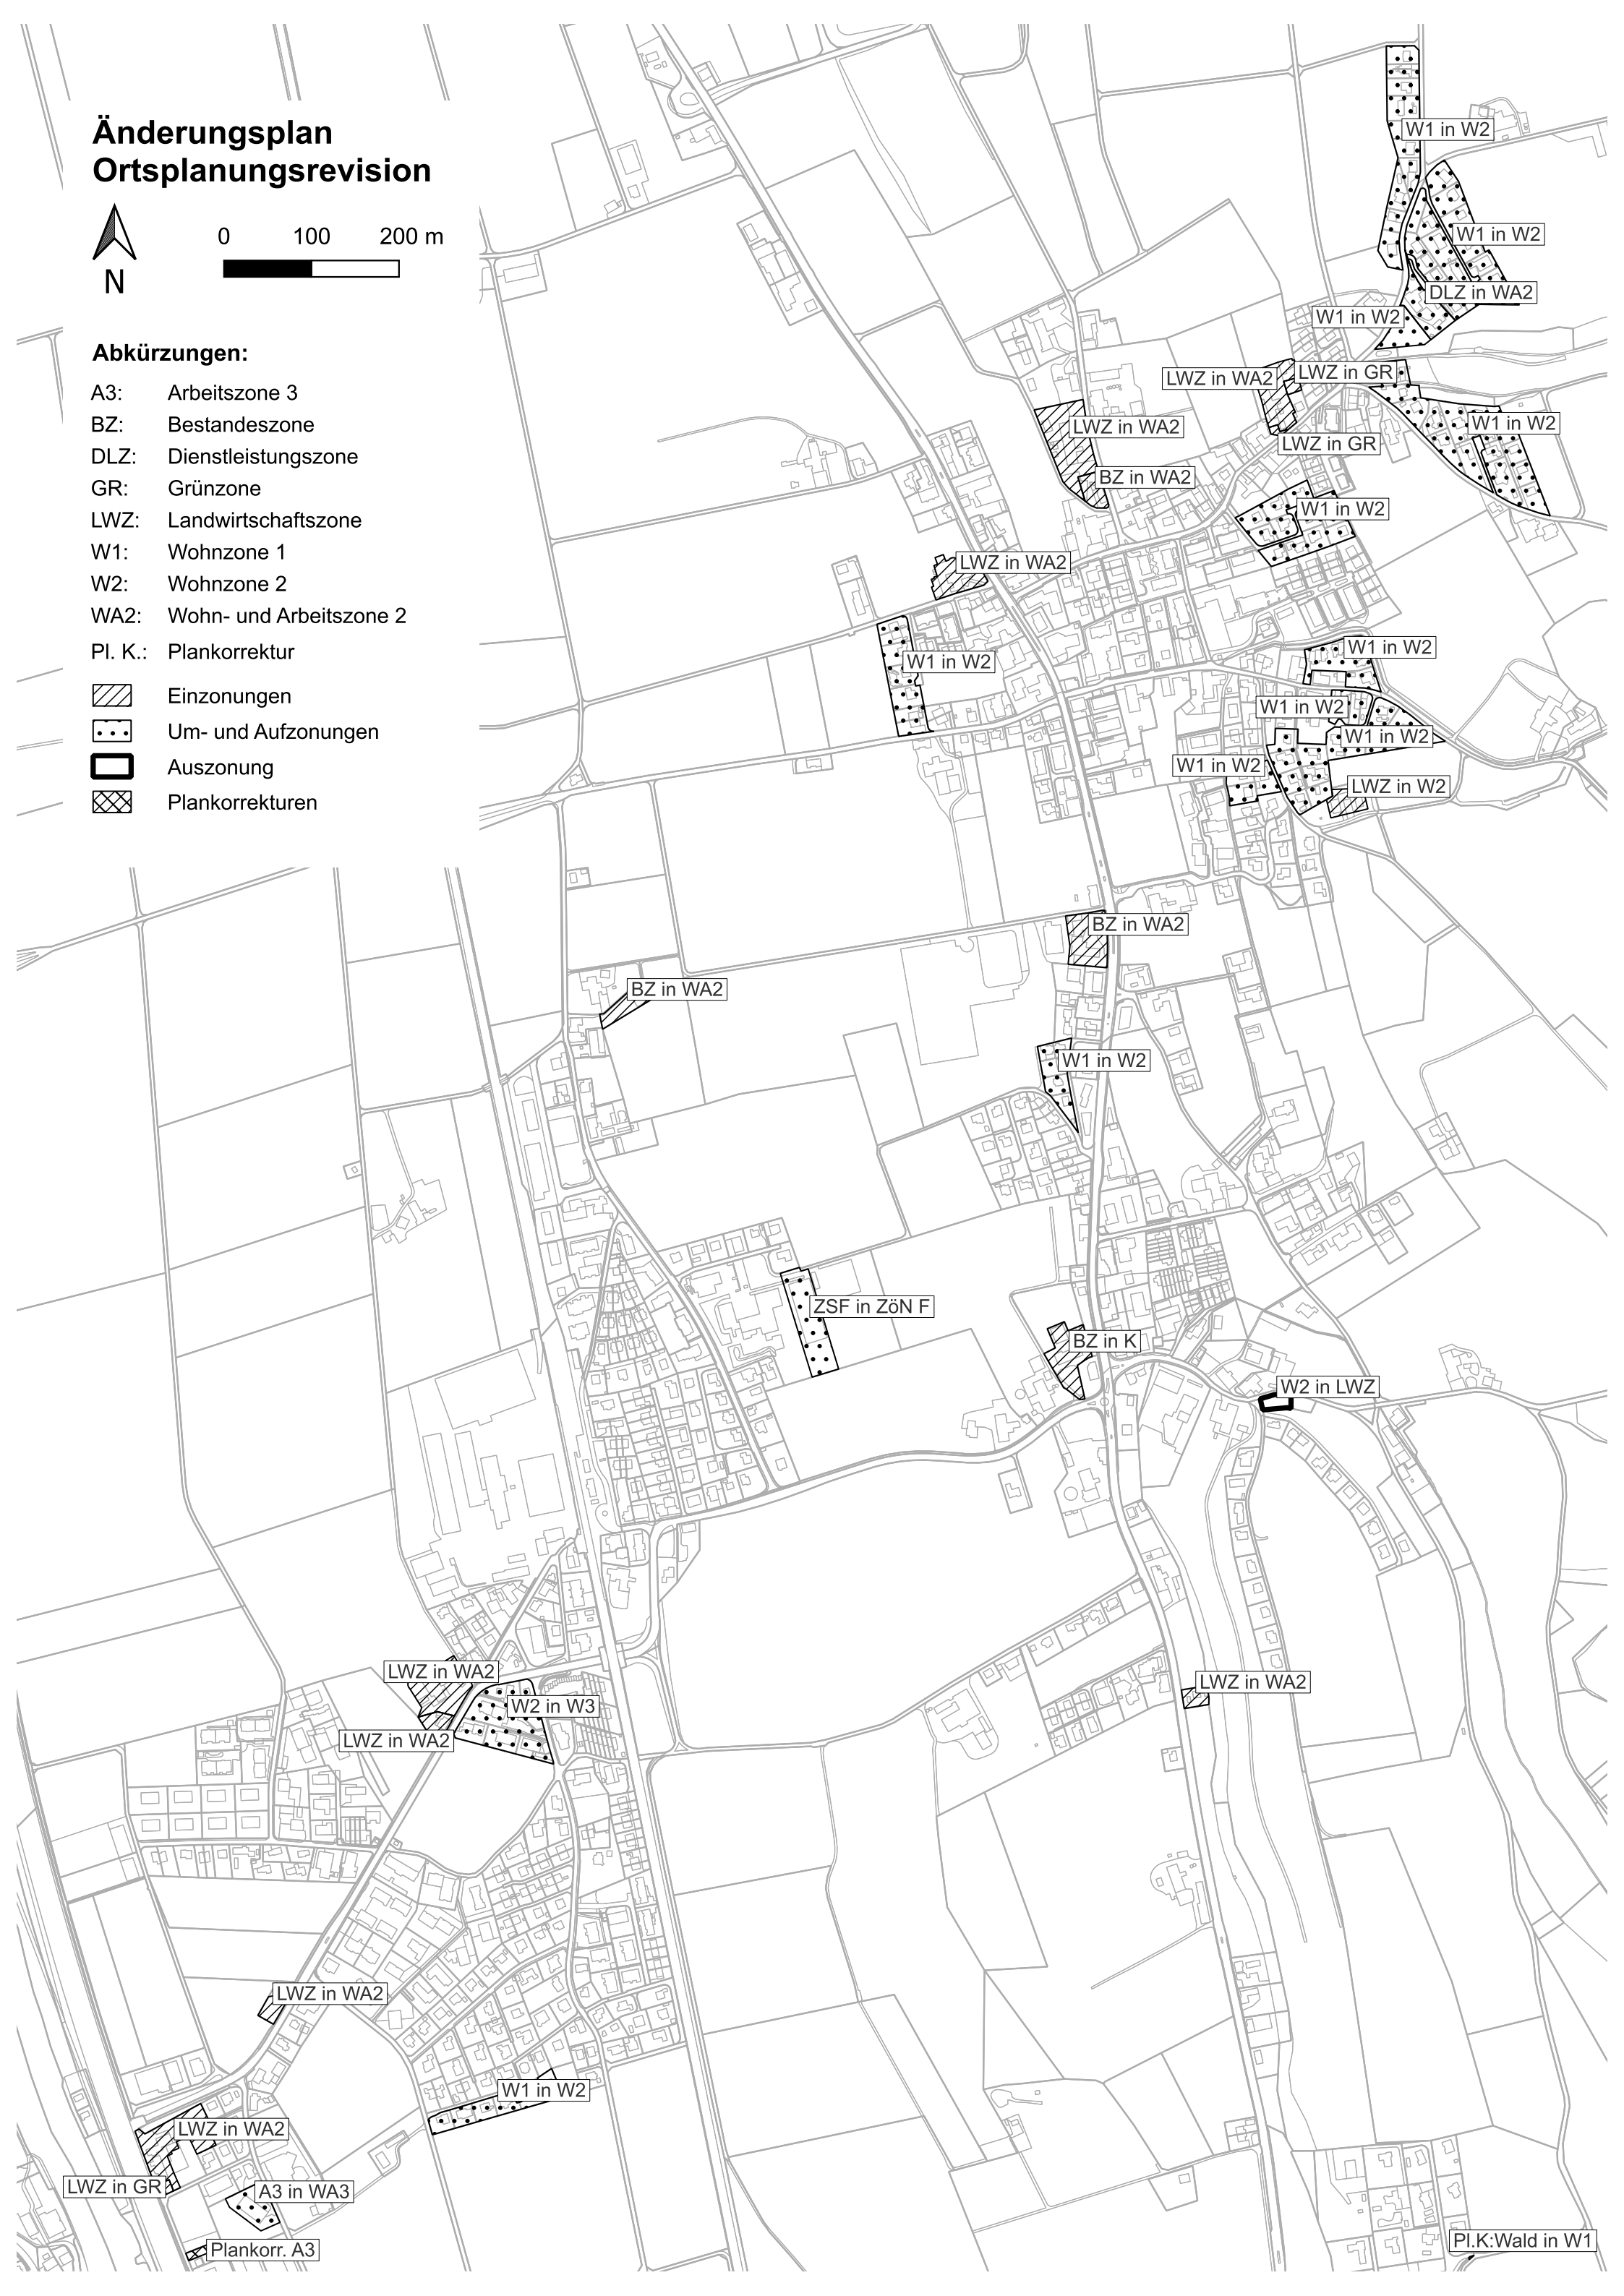 Änderungsplan
Ortsplanungsrevision
0 100 200 m
N
Abkürzungen:
A3: Arbeitszone 3
BZ: Bestandeszone
DLZ: Dienstleistungszone
GR: Grünzone
LWZ: Landwirtschaftszone
W1: Wohnzone 1
W2: Wohnzone 2
WA2: Wohn- und Arbeitszone 2
Pl. K.: Plankorrektur
Einzonungen
Um- und Aufzonungen
Auszonung
Plankorrekturen
W1 in W2
W1 in W2
DLZ in WA2
W1 in W2
LWZ in GR
LWZ in WA2
W1 in W2
LWZ in WA2
LWZ in GR
BZ in WA2
W1 in W2
LWZ in WA2
W1 in W2
W1 in W2
W1 in W2
W1 in W2
W1 in W2
LWZ in W2
BZ in WA2
BZ in WA2
W1 in W2
ZSF in ZöN F
BZ in K
W2 in LWZ
LWZ in WA2
LWZ in WA2
W2 in W3
LWZ in WA2
LWZ in WA2
W1 in W2
LWZ in WA2
LWZ in GR
A3 in WA3
Plankorr. A3
Pl.K:Wald in W1